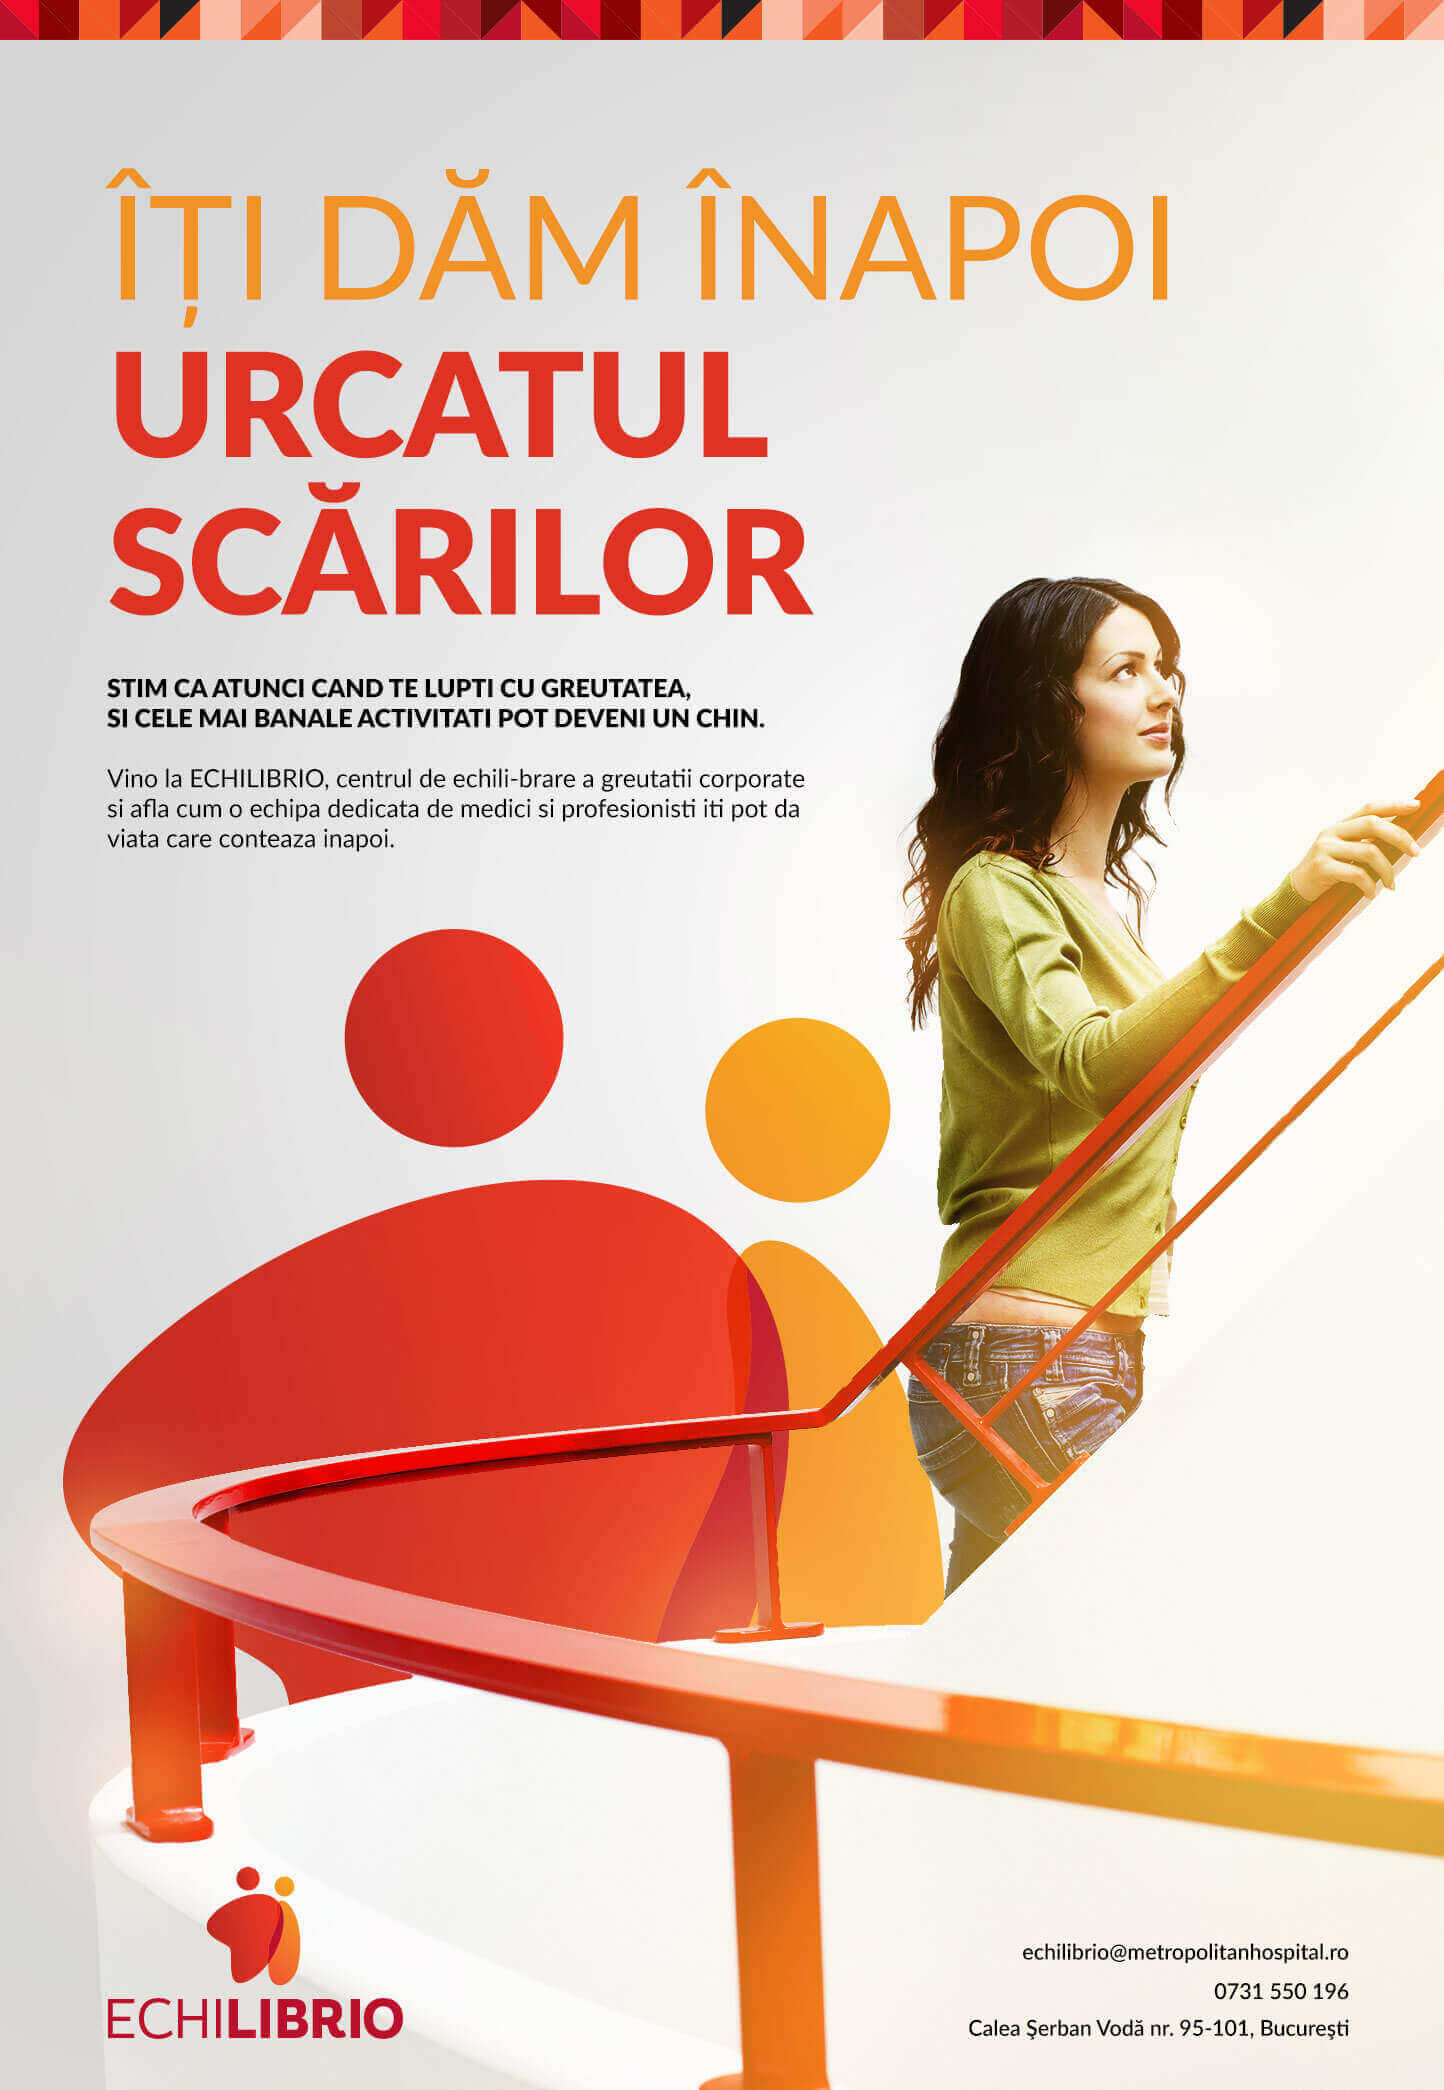 ÎȚI DĂM ÎNAPOI
URCATUL
SCĂRILOR
STIM CA ATUNCI CAND TE LUPTI CU GREUTATEA,
SI CELE MAI BANALE ACTIVITATI POT DEVENI UN CHIN.
Vino la ECHILIBRIO, centrul de echili-brare a greutatii corporate
si afla cum o echipa dedicata de medici si profesionisti iti pot da
viata care conteaza inapoi.
ECHILIBRIO
echilibrio@metropolitanhospital.ro
0731 550 196
Calea Şerban Vodă nr. 95-101, Bucureşti